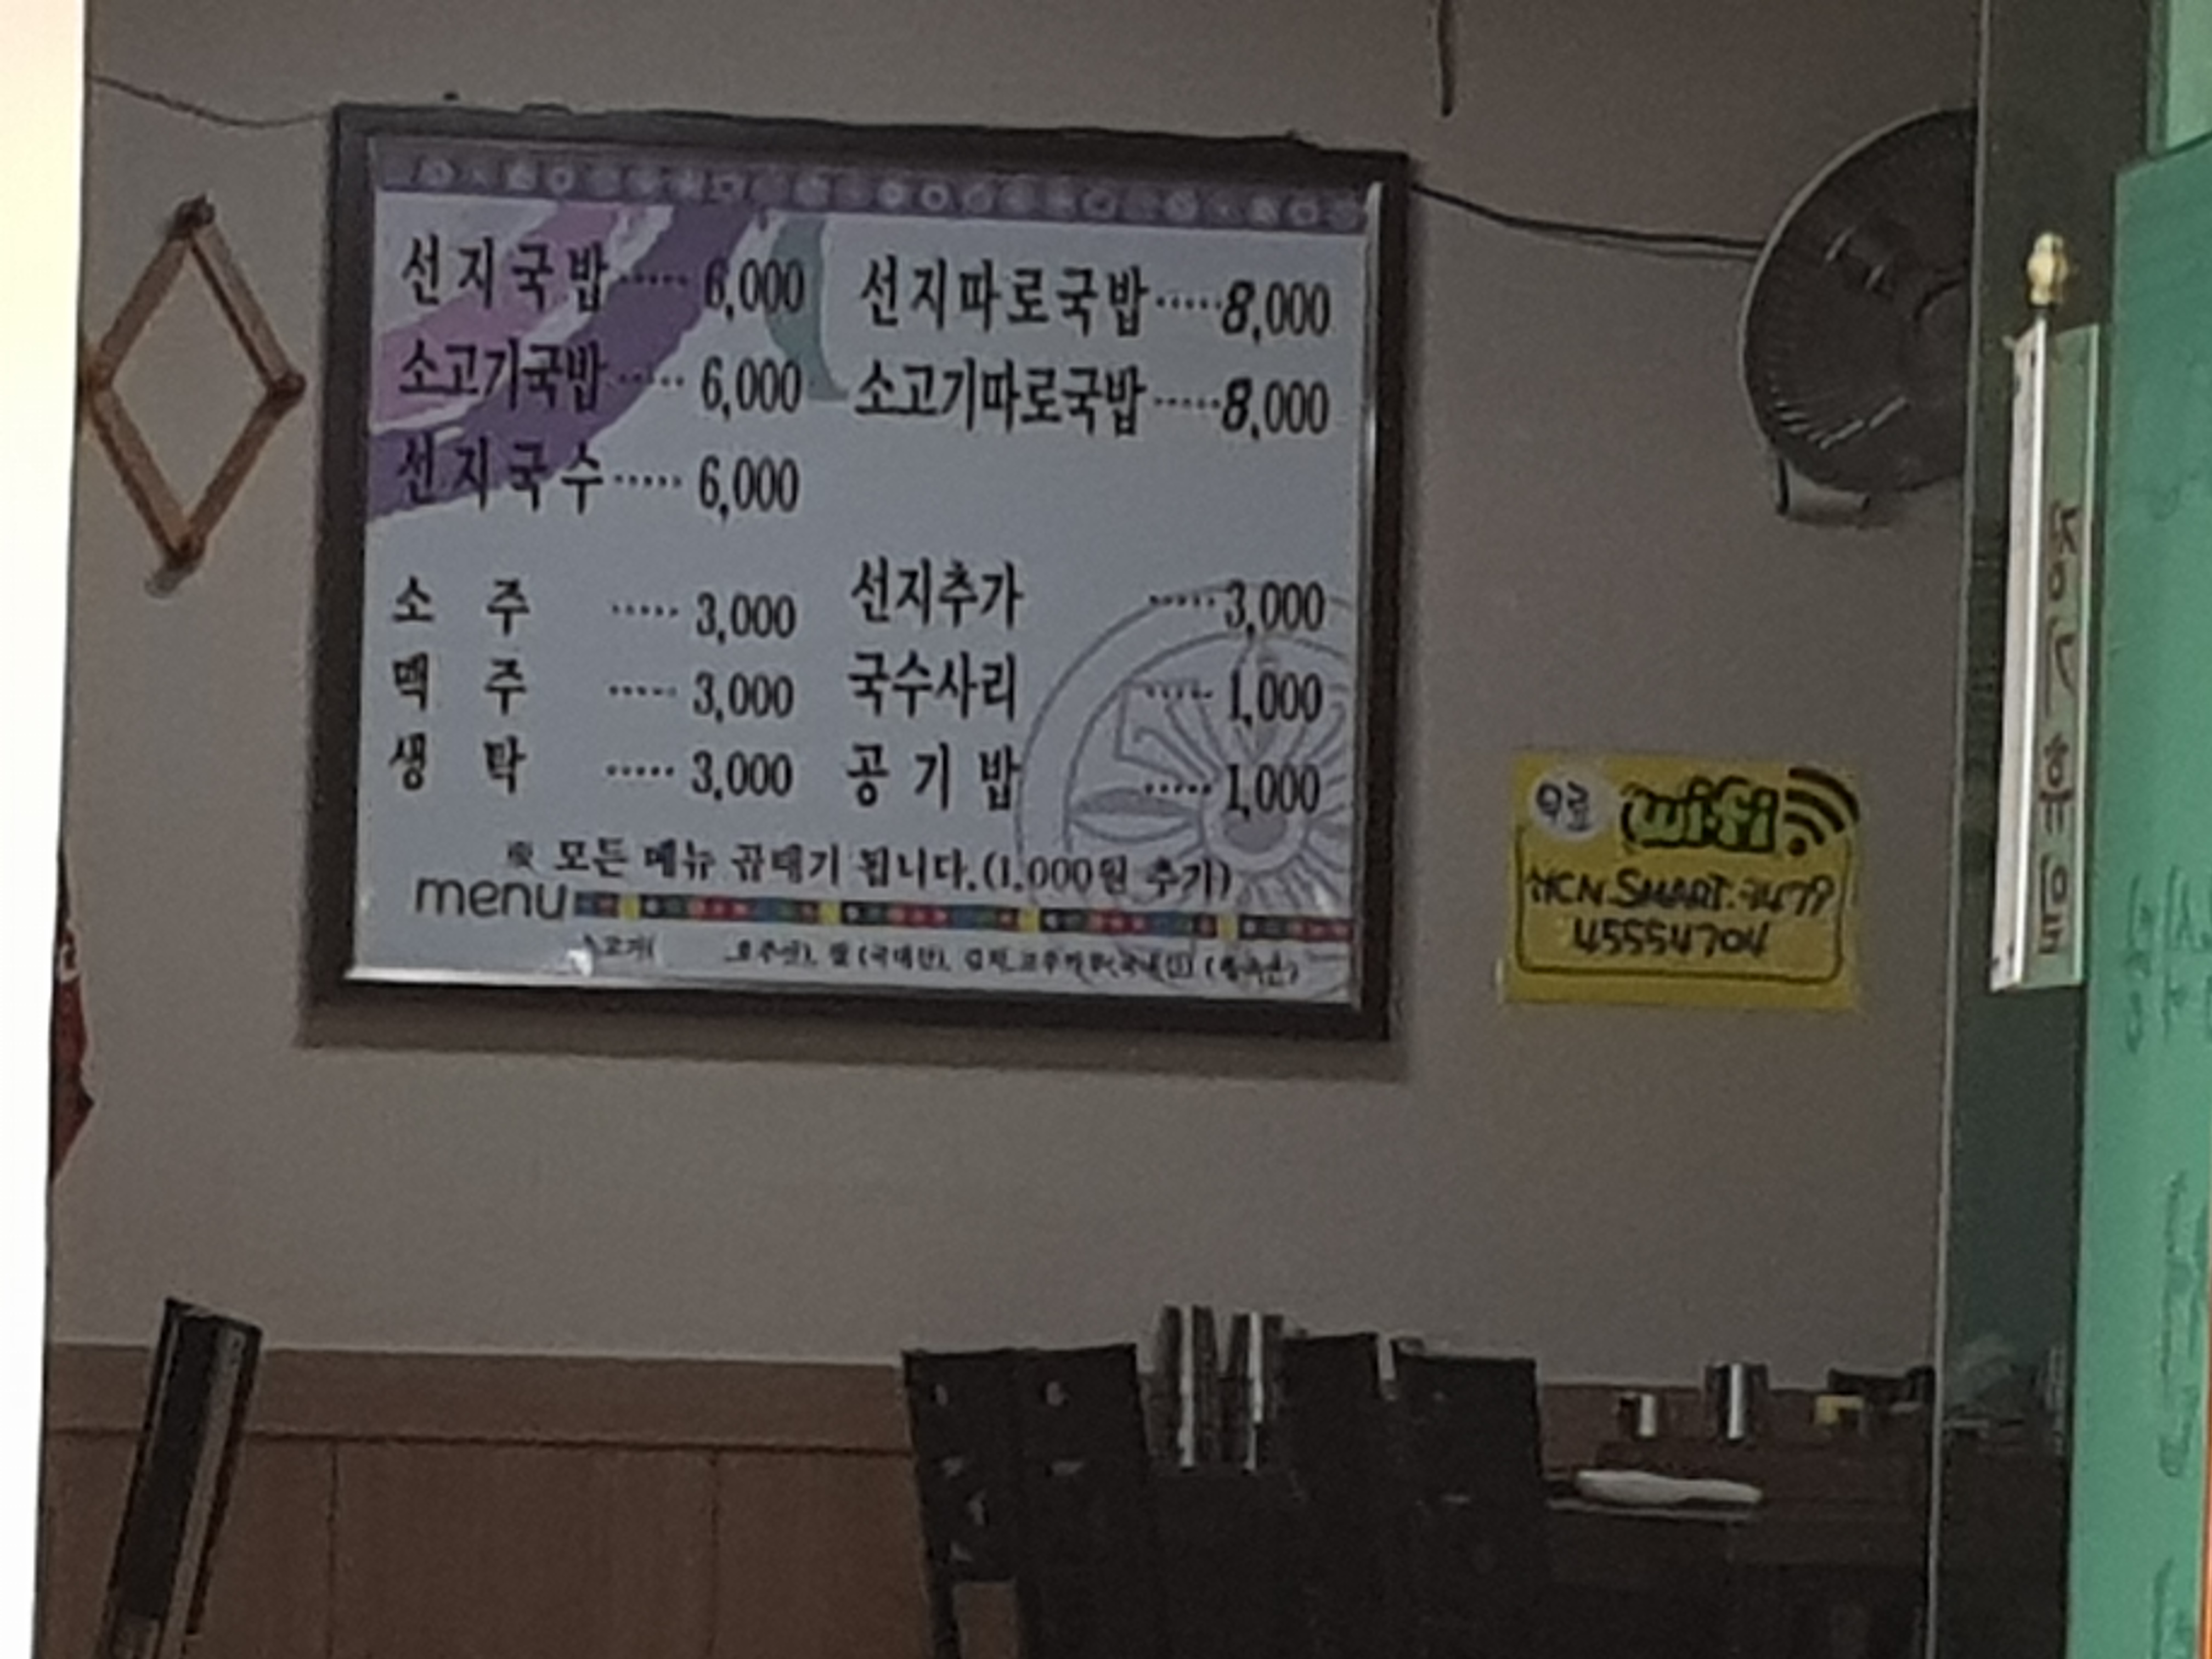 선지국밥 ····· 6,000
선지따로국밥 ····· 8,000
소고기국밥 ····· 6,000
소고기따로국밥 ····· 8,000
선지국수 ····· 6,000
소 주 ····· 3,000
선지추가 ····· 3,000
맥 주 ····· 3,000
국수사리 ····· 1,000
생 탁 ····· 3,000
공 기 밥 ····· 1,000
※ 모든 메뉴 곱배기 됩니다.(1,000원 추가)
menu
쌀 (국내산),
무료 Wifi
45554704